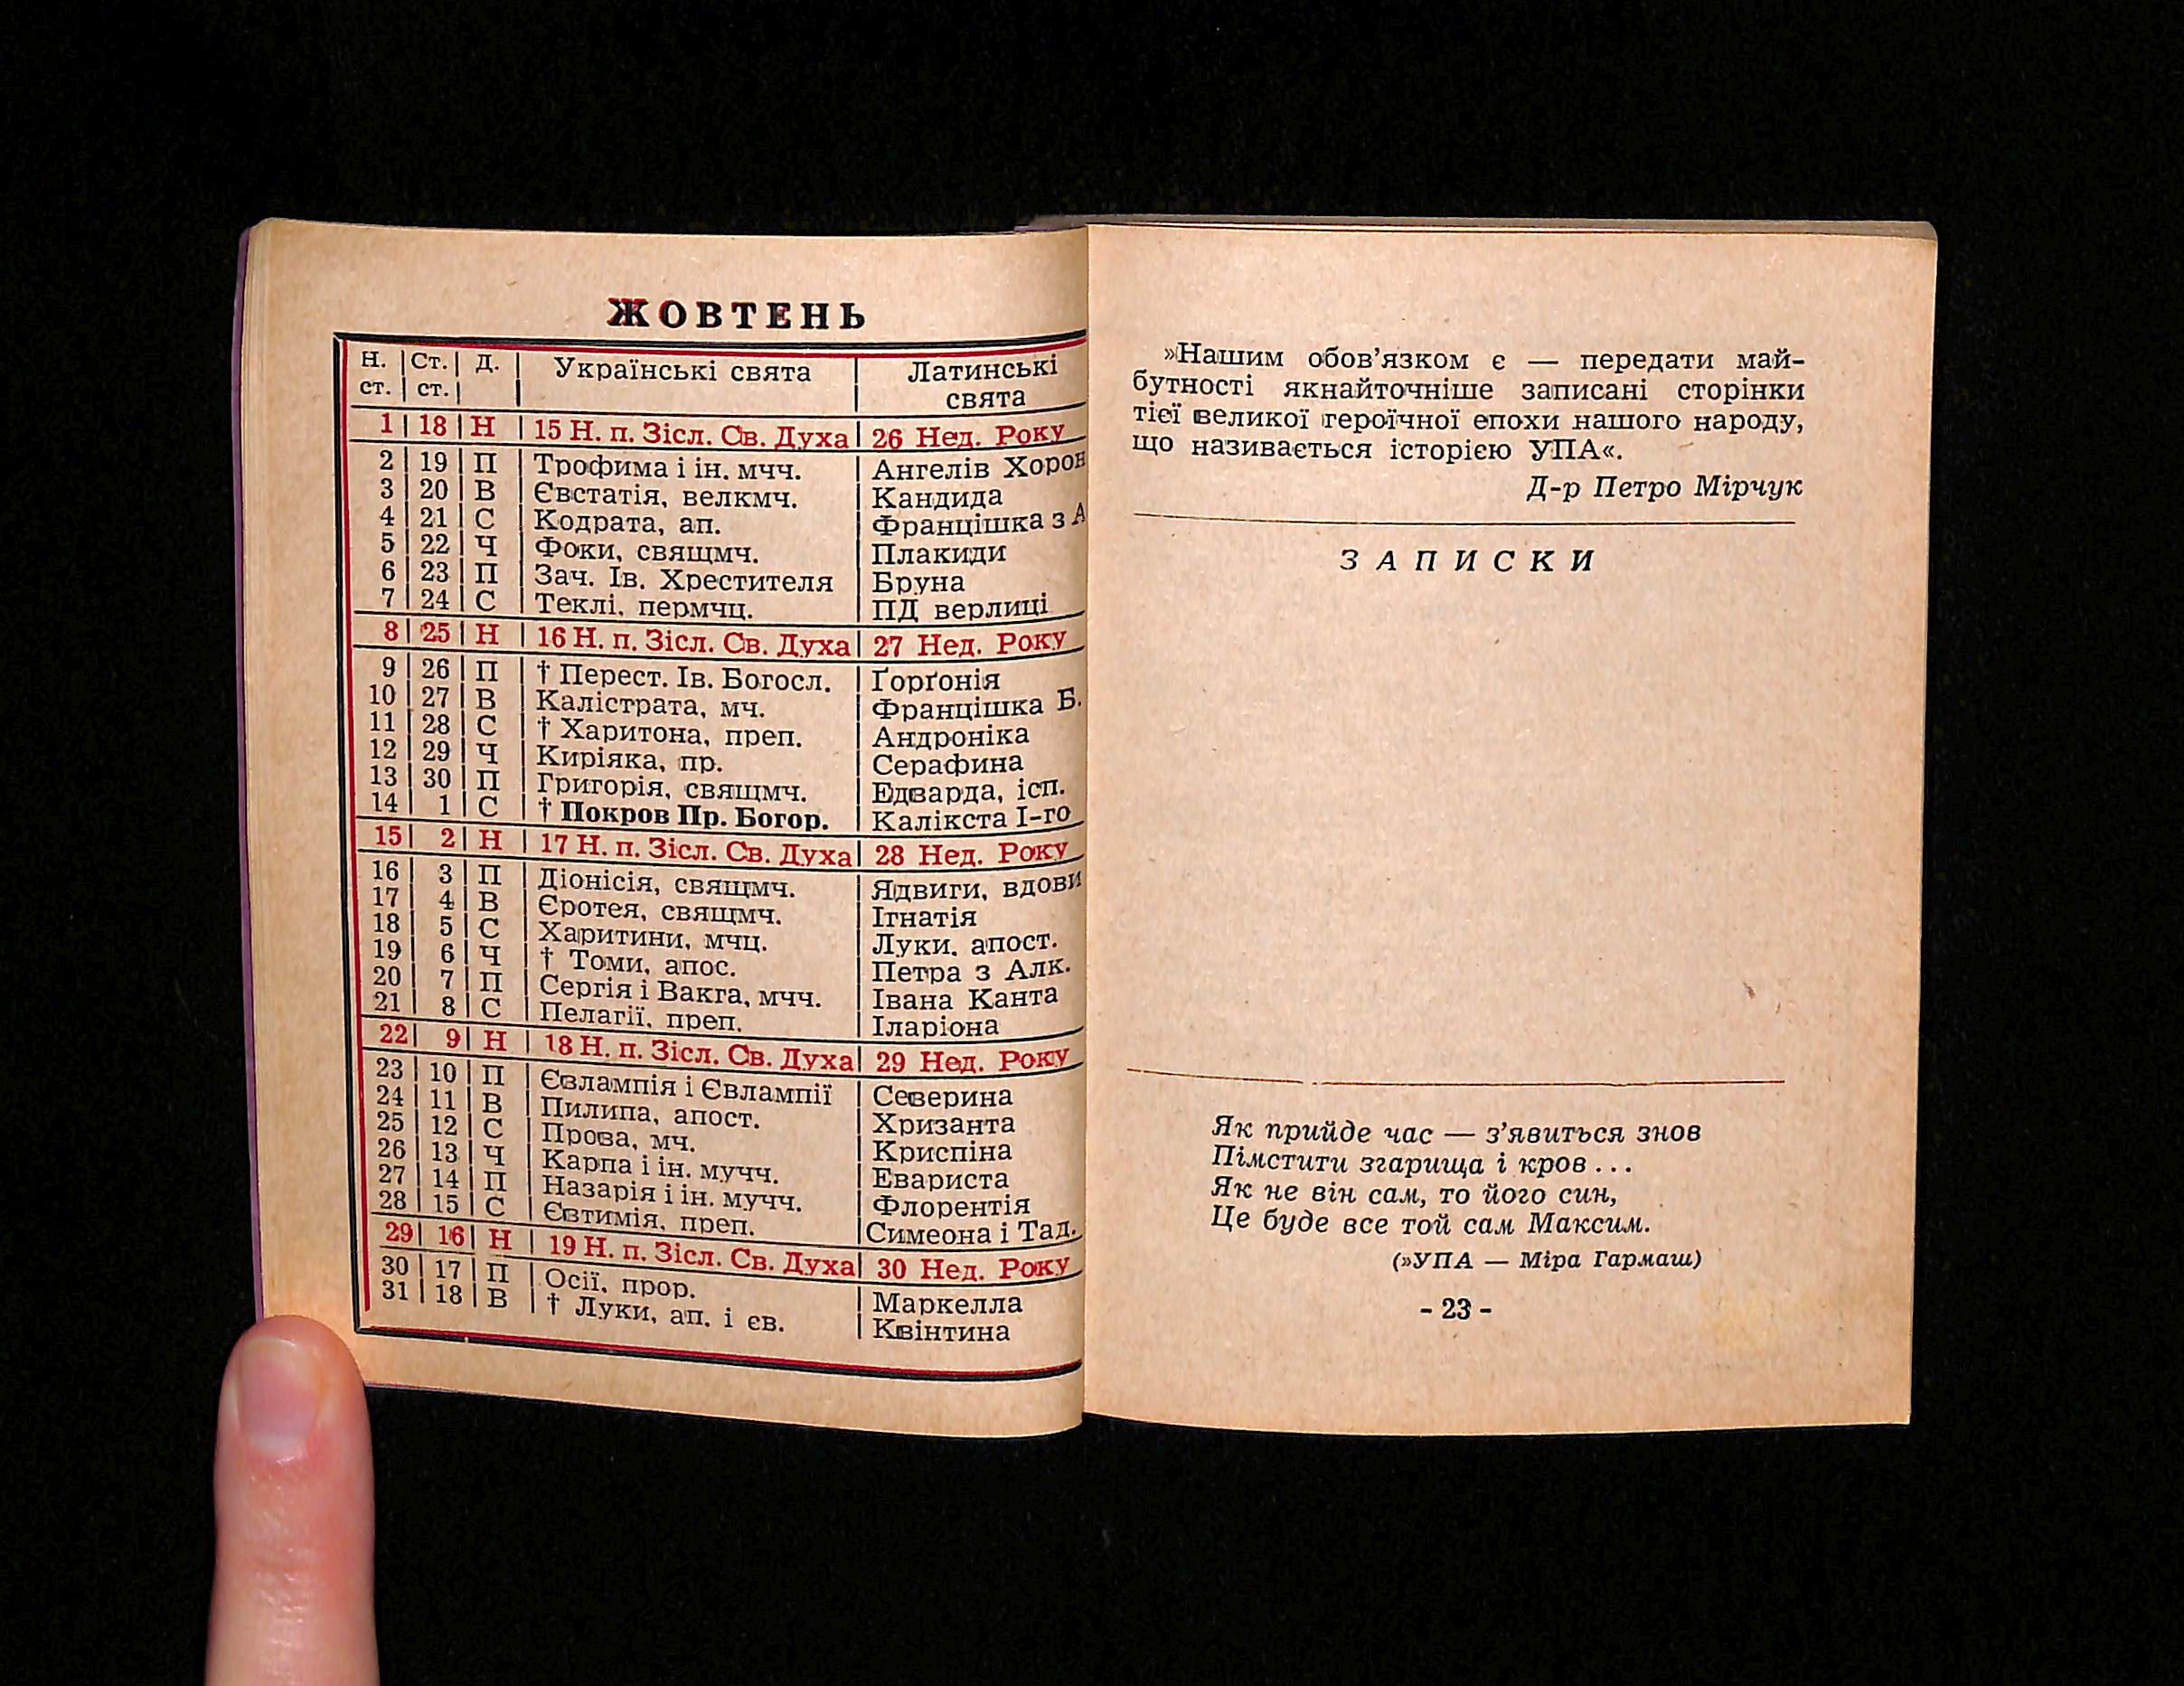 ЖОВТЕНЬ
Н. ст. | Ст. ст. | Д. | Українські свята | Латинські свята
1 | 18 | Н | 15 Н. п. Зісл. Св. Духа | 26 Нед. Року
2 | 19 | П | Трофима і ін. мчч. | Ангелів Хорон
3 | 20 | В | Євстатія, велкмч. | Кандида
4 | 21 | С | Кодрата, ап. | Францішка з А
5 | 22 | Ч | Фоки, свящмч. | Плакиди
6 | 23 | П | Зач. Ів. Хрестителя | Бруна
7 | 24 | С | Теклі, пермчц. | ПД верлиці
8 | 25 | Н | 16 Н. п. Зісл. Св. Духа | 27 Нед. Року
9 | 26 | П | † Перест. Ів. Богосл. | Ґорґонія
10 | 27 | В | Калістрата, мч. | Францішка Б.
11 | 28 | С | † Харитона, преп. | Андроніка
12 | 29 | Ч | Киріяка, пр. | Серафина
13 | 30 | П | Григорія, свящмч. | Едварда, ісп.
14 | 1 | С | † Покров Пр. Богор. | Калікста І-го
15 | 2 | Н | 17 Н. п. Зісл. Св. Духа | 28 Нед. Року
16 | 3 | П | Діонісія, свящмч. | Ядвиги, вдови
17 | 4 | В | Єротея, свящмч. | Ігнатія
18 | 5 | С | Харитини, мчц. | Луки. апост.
19 | 6 | Ч | † Томи, апос. | Петра з Алк.
20 | 7 | П | Сергія і Вакга, мчч. | Івана Канта
21 | 8 | С | Пелагії, преп. | Іларіона
22 | 9 | Н | 18 Н. п. Зісл. Св. Духа | 29 Нед. Року
23 | 10 | П | Євлампія і Євлампії | Северина
24 | 11 | В | Пилипа, апост. | Хризанта
25 | 12 | С | Прова, мч. | Криспіна
26 | 13 | Ч | Карпа і ін. мучч. | Евариста
27 | 14 | П | Назарія і ін. мучч. | Флорентія
28 | 15 | С | Євтимія, преп. | Симеона і Тад.
29 | 16 | Н | 19 Н. п. Зісл. Св. Духа | 30 Нед. Року
30 | 17 | П | Осії, прор. | Маркелла
31 | 18 | В | † Луки, ап. і єв. | Квінтина
»Нашим обов'язком є — передати май-
бутності якнайточніше записані сторінки
тієї великої героїчної епохи нашого народу,
що називається історією УПА«.
Д-р Петро Мірчук
ЗАПИСКИ
Як прийде час — з'явиться знов
Пімстити згарища і кров...
Як не він сам, то його син,
Це буде все той сам Максим.
(»УПА — Міра Гармаш)
- 23 -